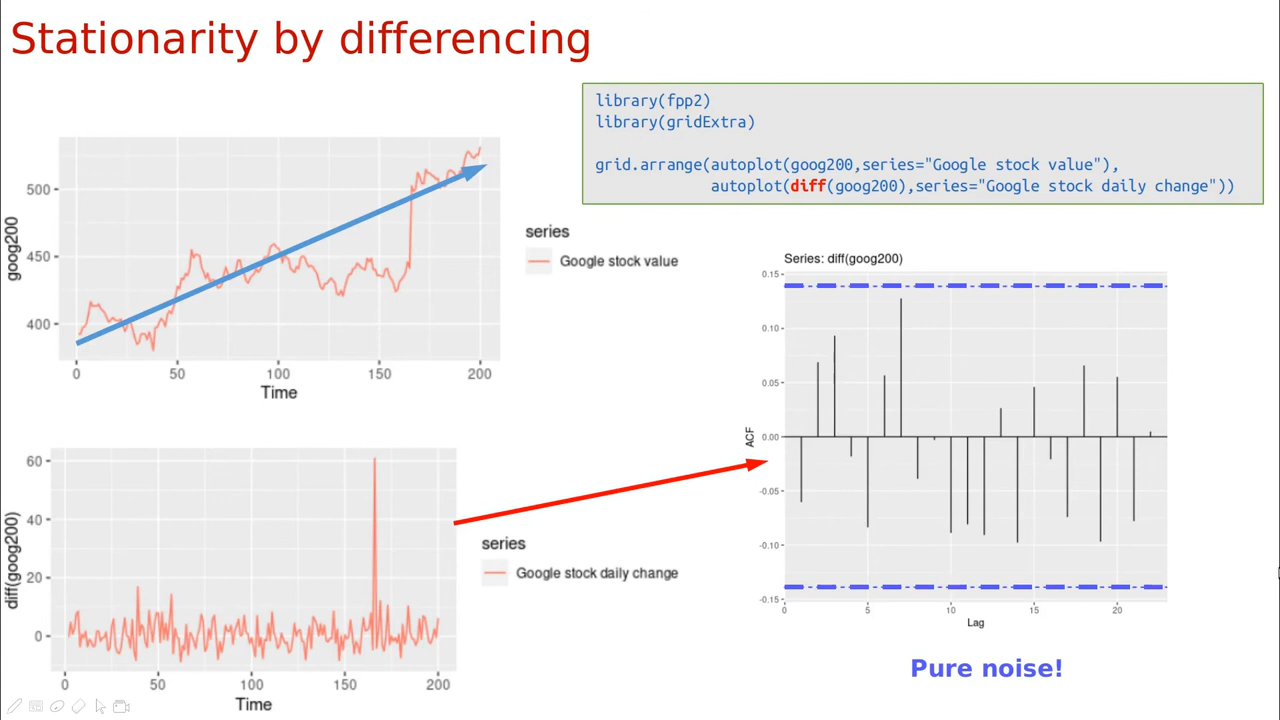 Stationarity by differencing
library(fpp2)
library(gridExtra)
grid.arrange(autoplot(goog200,series="Google stock value"),
autoplot(diff(goog200),series="Google stock daily change"))
goog200
500
450
400
0 50 100 150 200
Time
series
Google stock value
Series: diff(goog200)
ACF
0.15
0.10
0.05
0.00
-0.05
-0.10
-0.15
0 5 10 15 20
Lag
diff(goog200)
60
40
20
0
0 50 100 150 200
Time
series
Google stock daily change
Pure noise!